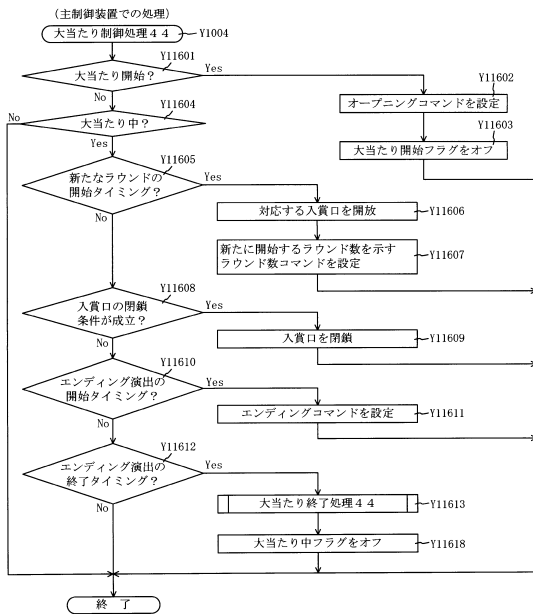 (主制御装置での処理)
大当たり制御処理44
Y1004
Y11601
大当たり開始?
Yes
No
Y11602
オープニングコマンドを設定
Y11603
大当たり開始フラグをオフ
Y11604
No
大当たり中?
Yes
Y11605
新たなラウンドの
開始タイミング?
Yes
No
対応する入賞口を開放
Y11606
新たに開始するラウンド数を示す
ラウンド数コマンドを設定
Y11607
Y11608
入賞口の閉鎖
条件が成立?
Yes
No
入賞口を閉鎖
Y11609
Y11610
エンディング演出の
開始タイミング?
Yes
No
エンディングコマンドを設定
Y11611
Y11612
エンディング演出の
終了タイミング?
Yes
No
大当たり終了処理44
Y11613
大当たり中フラグをオフ
Y11618
終了